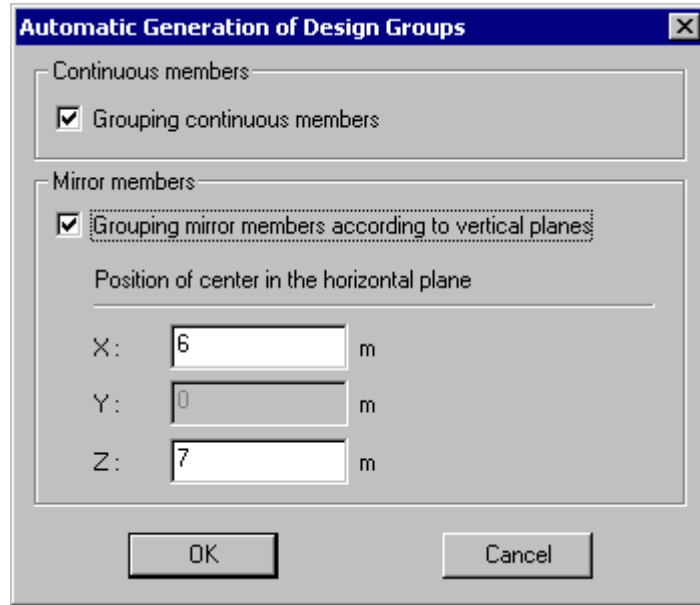 Automatic Generation of Design Groups
Continuous members
Grouping continuous members
Mirror members
Grouping mirror members according to vertical planes
Position of center in the horizontal plane
X : 6 m
Y : 0 m
Z : 7 m
OK Cancel